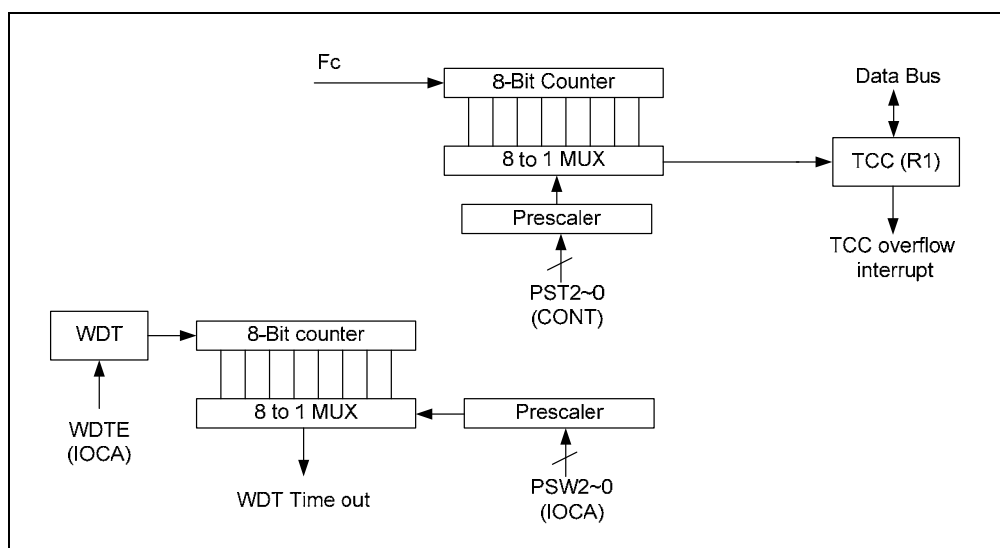 Fc
8-Bit Counter
8 to 1 MUX
Prescaler
PST2~0
(CONT)
Data Bus
TCC (R1)
TCC overflow
interrupt
WDT
WDTE
(IOCA)
8-Bit counter
8 to 1 MUX
WDT Time out
Prescaler
PSW2~0
(IOCA)